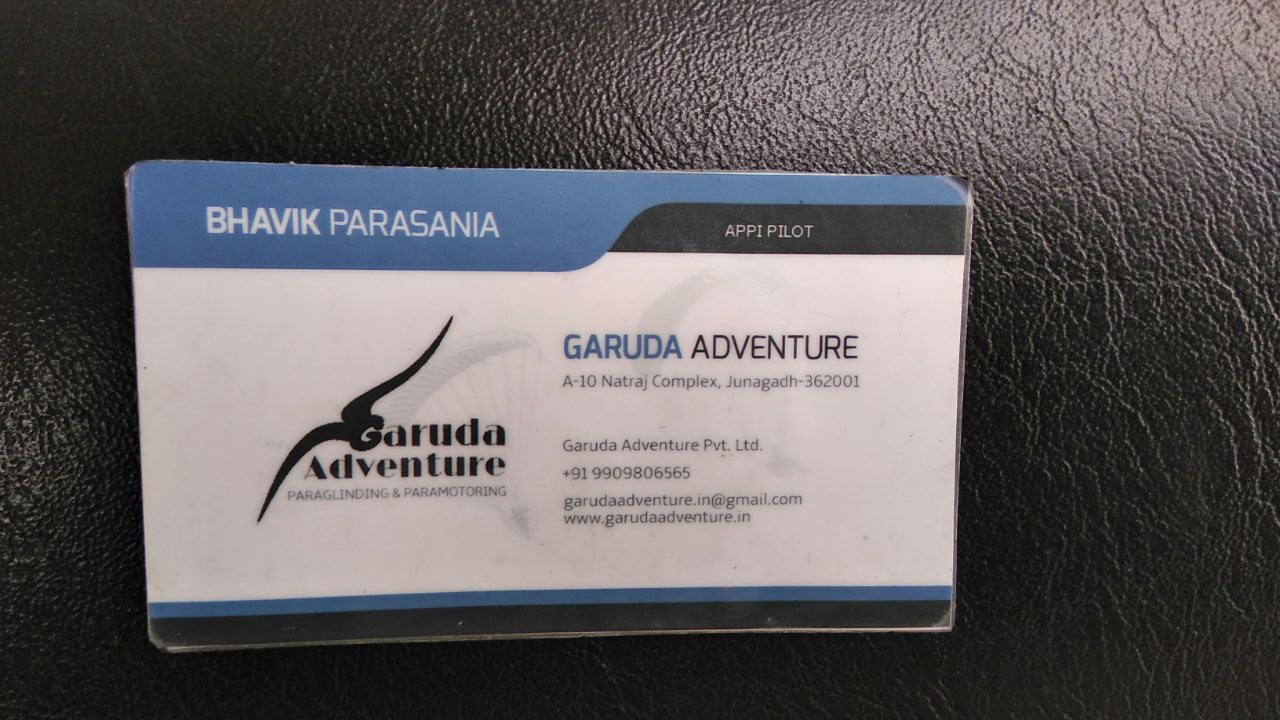 BHAVIK PARASANIA
APPI PILOT
Garuda
Adventure
PARAGLINDING & PARAMOTORING
GARUDA ADVENTURE
A-10 Natraj Complex, Junagadh-362001
Garuda Adventure Pvt. Ltd.
+91 9909806565
garudaadventure.in@gmail.com
www.garudaadventure.in